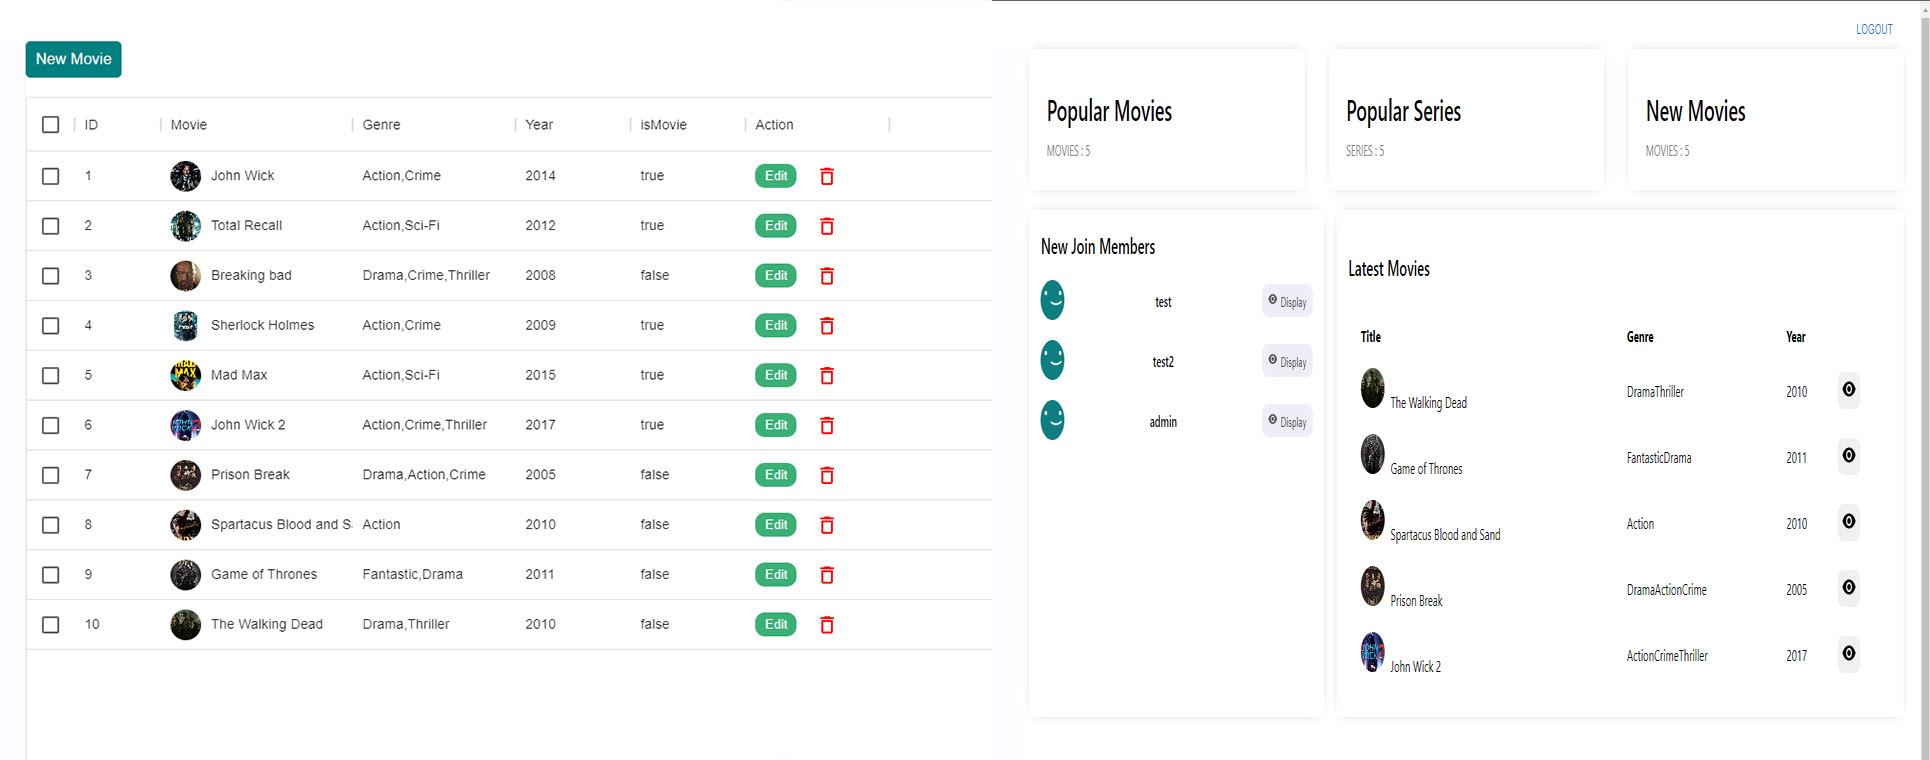 New Movie
ID Movie Genre Year isMovie Action
1 John Wick Action,Crime 2014 true Edit
2 Total Recall Action,Sci-Fi 2012 true Edit
3 Breaking bad Drama,Crime,Thriller 2008 false Edit
4 Sherlock Holmes Action,Crime 2009 true Edit
5 Mad Max Action,Sci-Fi 2015 true Edit
6 John Wick 2 Action,Crime,Thriller 2017 true Edit
7 Prison Break Drama,Action,Crime 2005 false Edit
8 Spartacus Blood and S Action 2010 false Edit
9 Game of Thrones Fantastic,Drama 2011 false Edit
10 The Walking Dead Drama,Thriller 2010 false Edit
LOGOUT
Popular Movies
MOVIES : 5
Popular Series
SERIES : 5
New Movies
MOVIES : 5
New Join Members
test Display
test2 Display
admin Display
Latest Movies
Title Genre Year
The Walking Dead DramaThriller 2010
Game of Thrones FantasticDrama 2011
Spartacus Blood and Sand Action 2010
Prison Break DramaActionCrime 2005
John Wick 2 ActionCrimeThriller 2017